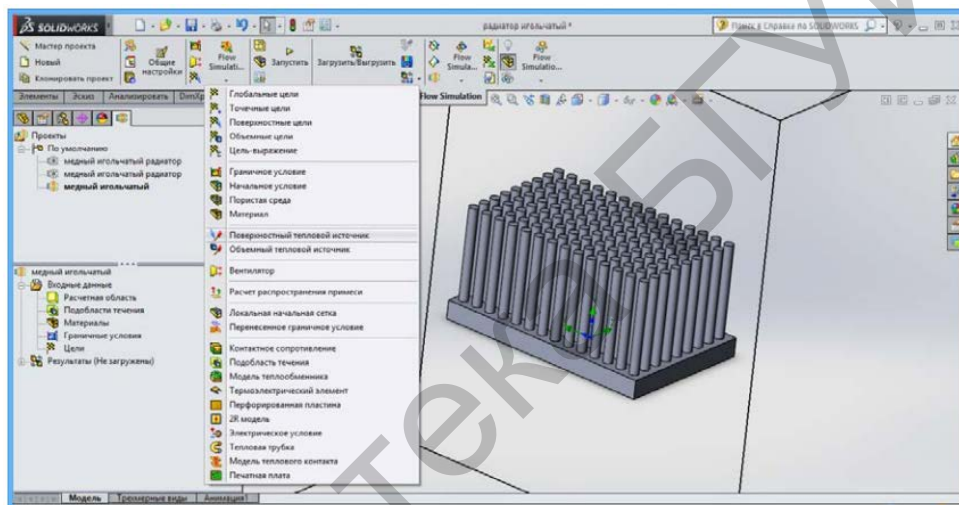 SOLIDWORKS
радиатор игольчатый *
Поиск в Справке по SOLIDWORKS
Мастер проекта
Новый
Клонировать проект
Общие настройки
Flow Simulati...
Запустить
Загрузить/Выгрузить
Flow Simula...
Flow Simulatio...
Элементы
Эскиз
Анализировать
DimXp
Flow Simulation
Проекты
По умолчанию
медный игольчатый радиатор
медный игольчатый радиатор
медный игольчатый
медный игольчатый
Входные данные
Расчетная область
Подобласти течения
Материалы
Граничные условия
Цели
Результаты (Не загружены)
Глобальные цели
Точечные цели
Поверхностные цели
Объемные цели
Цель-выражение
Граничное условие
Начальное условие
Пористая среда
Материал
Поверхностный тепловой источник
Объемный тепловой источник
Вентилятор
Расчет распространения примеси
Локальная начальная сетка
Перенесенное граничное условие
Контактное сопротивление
Подобласть течения
Модель теплообменника
Термоэлектрический элемент
Перфорированная пластина
2R модель
Электрическое условие
Тепловая трубка
Модель теплового контакта
Печатная плата
Модель
Трехмерные виды
Анимация1
тека БГУИ